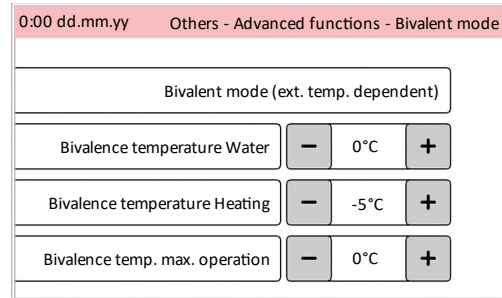 0:00 dd.mm.yy Others - Advanced functions - Bivalent mode
Bivalent mode (ext. temp. dependent)
Bivalence temperature Water − 0°C +
Bivalence temperature Heating − -5°C +
Bivalence temp. max. operation − 0°C +